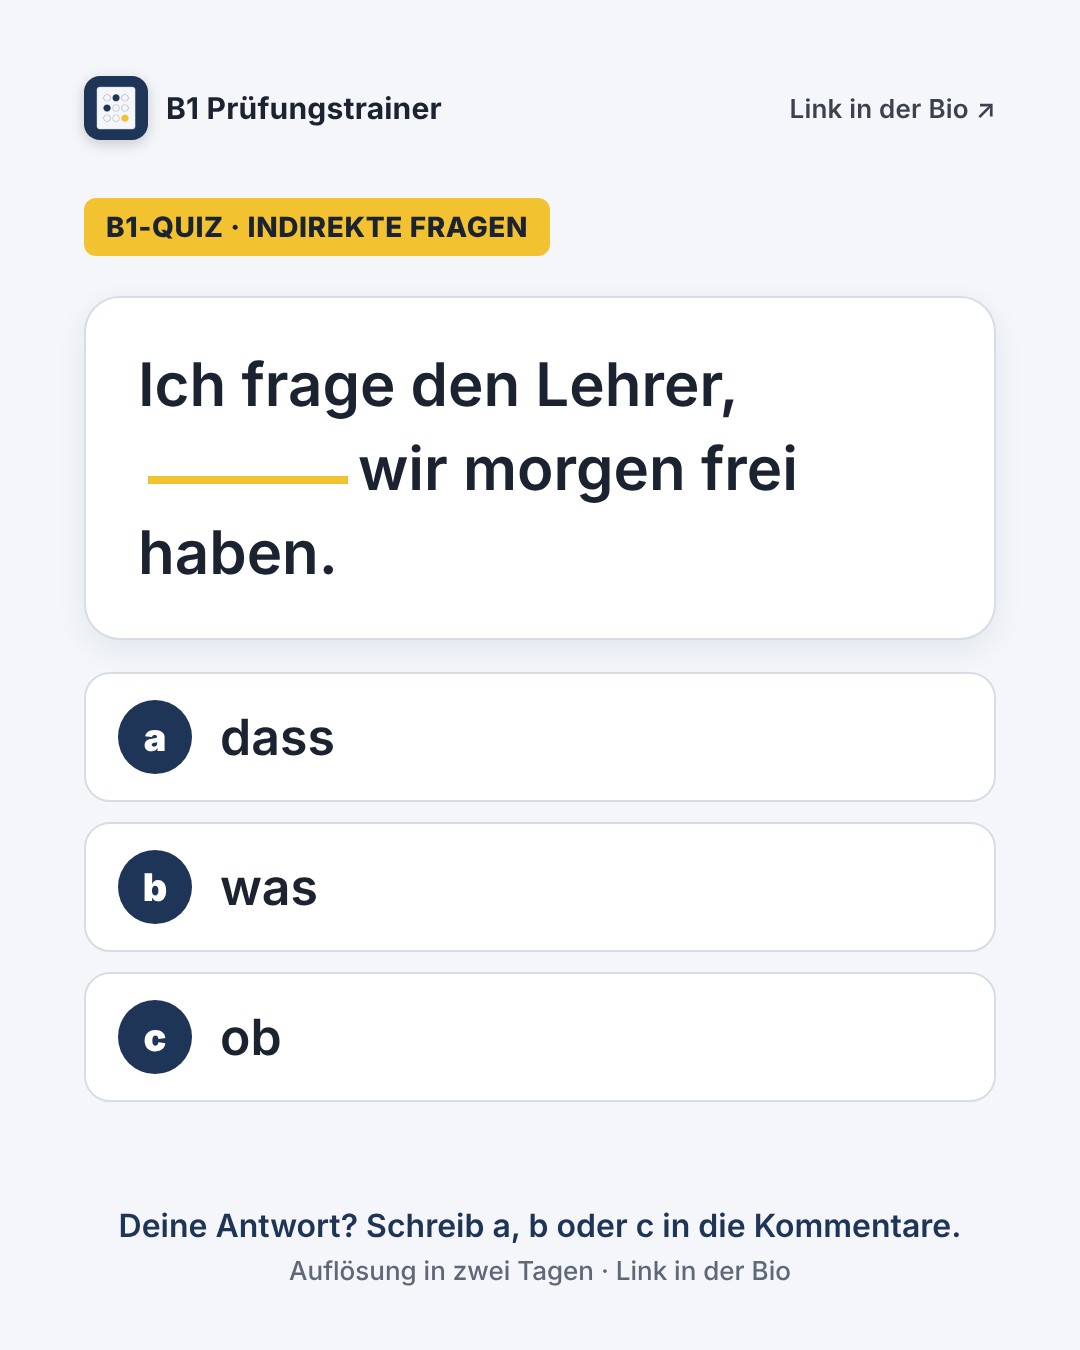 B1 Prüfungstrainer
Link in der Bio ↗
B1-QUIZ · INDIREKTE FRAGEN
Ich frage den Lehrer,
______ wir morgen frei
haben.
a dass
b was
c ob
Deine Antwort? Schreib a, b oder c in die Kommentare.
Auflösung in zwei Tagen · Link in der Bio